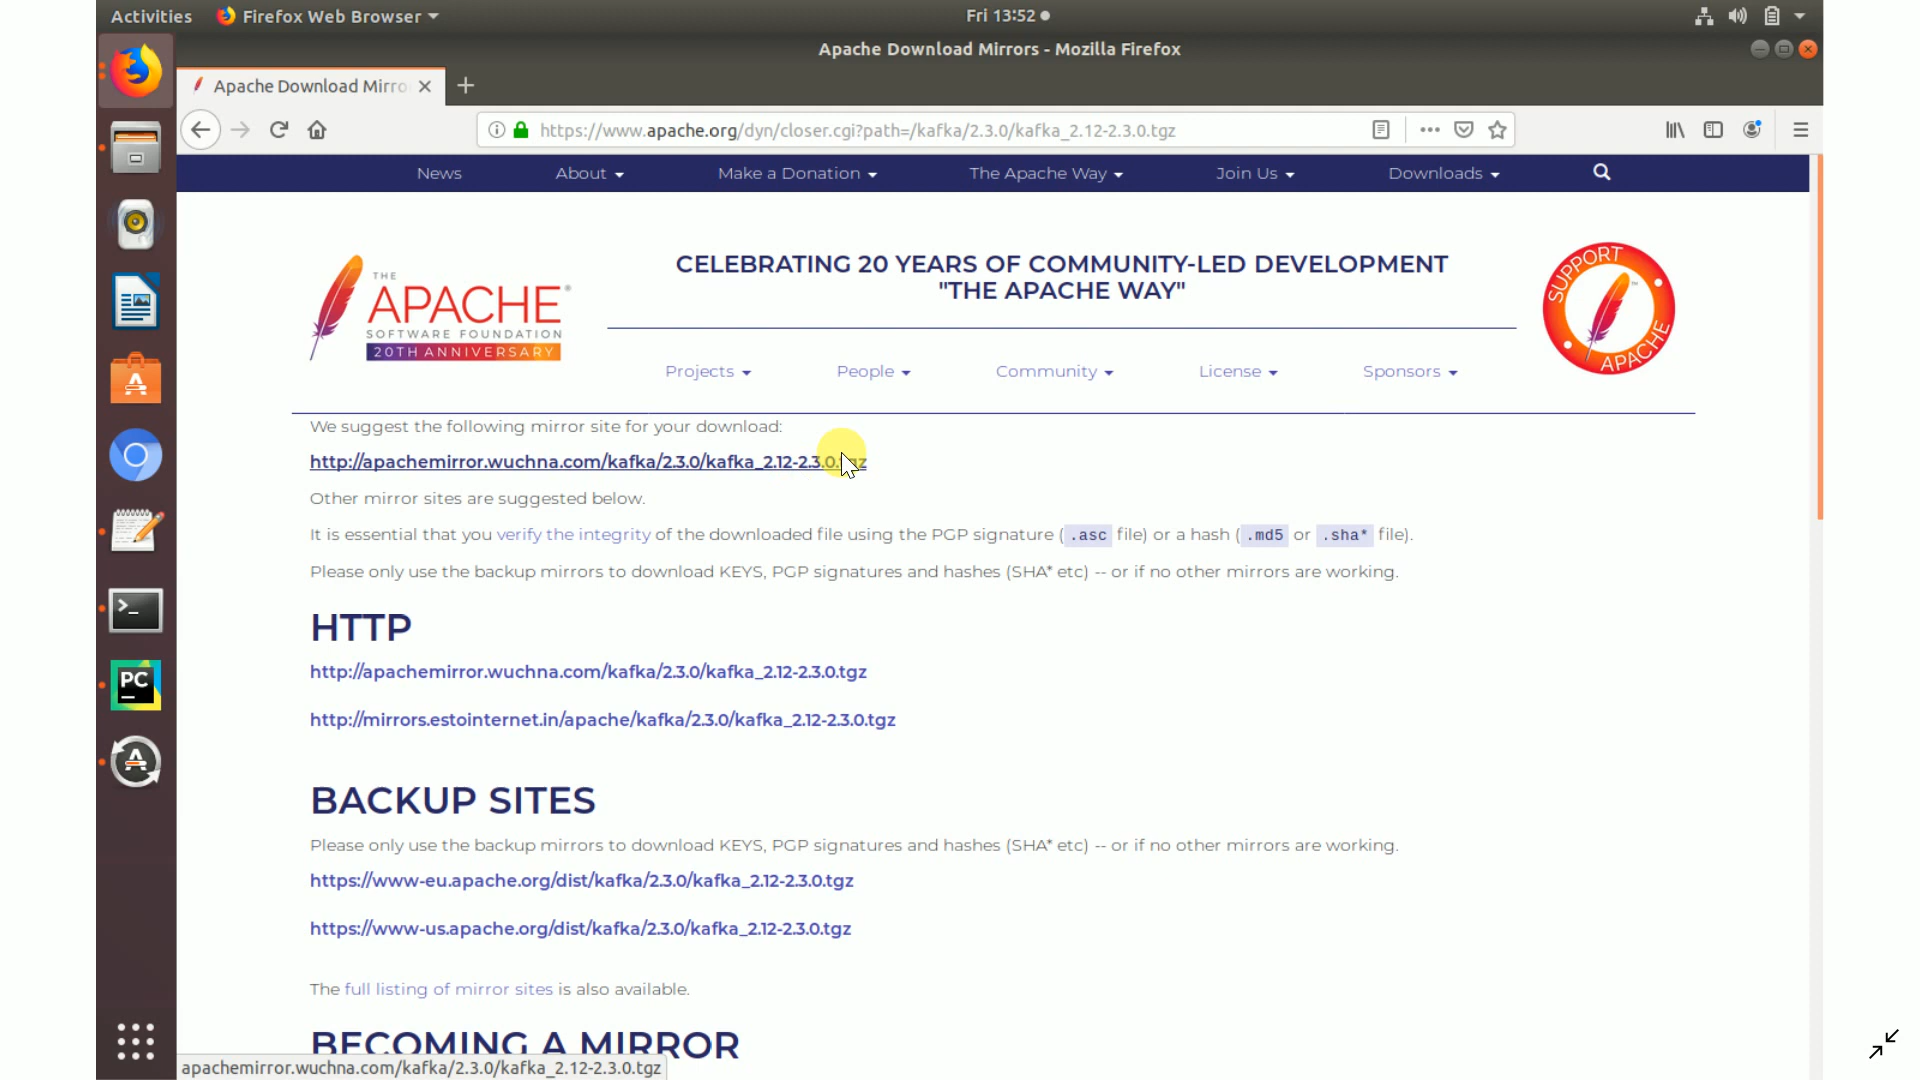 Activities Firefox Web Browser Fri 13:52
Apache Download Mirrors - Mozilla Firefox
Apache Download Mirro
https://www.apache.org/dyn/closer.cgi?path=/kafka/2.3.0/kafka_2.12-2.3.0.tgz
News About Make a Donation The Apache Way Join Us Downloads
THE
APACHE®
SOFTWARE FOUNDATION
20TH ANNIVERSARY
CELEBRATING 20 YEARS OF COMMUNITY-LED DEVELOPMENT
"THE APACHE WAY"
SUPPORT
APACHE
Projects People Community License Sponsors
We suggest the following mirror site for your download:
http://apachemirror.wuchna.com/kafka/2.3.0/kafka_2.12-2.3.0.tgz
Other mirror sites are suggested below.
It is essential that you verify the integrity of the downloaded file using the PGP signature ( .asc file) or a hash ( .md5 or .sha* file).
Please only use the backup mirrors to download KEYS, PGP signatures and hashes (SHA* etc) -- or if no other mirrors are working.
HTTP
http://apachemirror.wuchna.com/kafka/2.3.0/kafka_2.12-2.3.0.tgz
http://mirrors.estointernet.in/apache/kafka/2.3.0/kafka_2.12-2.3.0.tgz
BACKUP SITES
Please only use the backup mirrors to download KEYS, PGP signatures and hashes (SHA* etc) -- or if no other mirrors are working.
https://www-eu.apache.org/dist/kafka/2.3.0/kafka_2.12-2.3.0.tgz
https://www-us.apache.org/dist/kafka/2.3.0/kafka_2.12-2.3.0.tgz
The full listing of mirror sites is also available.
BECOMING A MIRROR
apachemirror.wuchna.com/kafka/2.3.0/kafka_2.12-2.3.0.tgz
PC